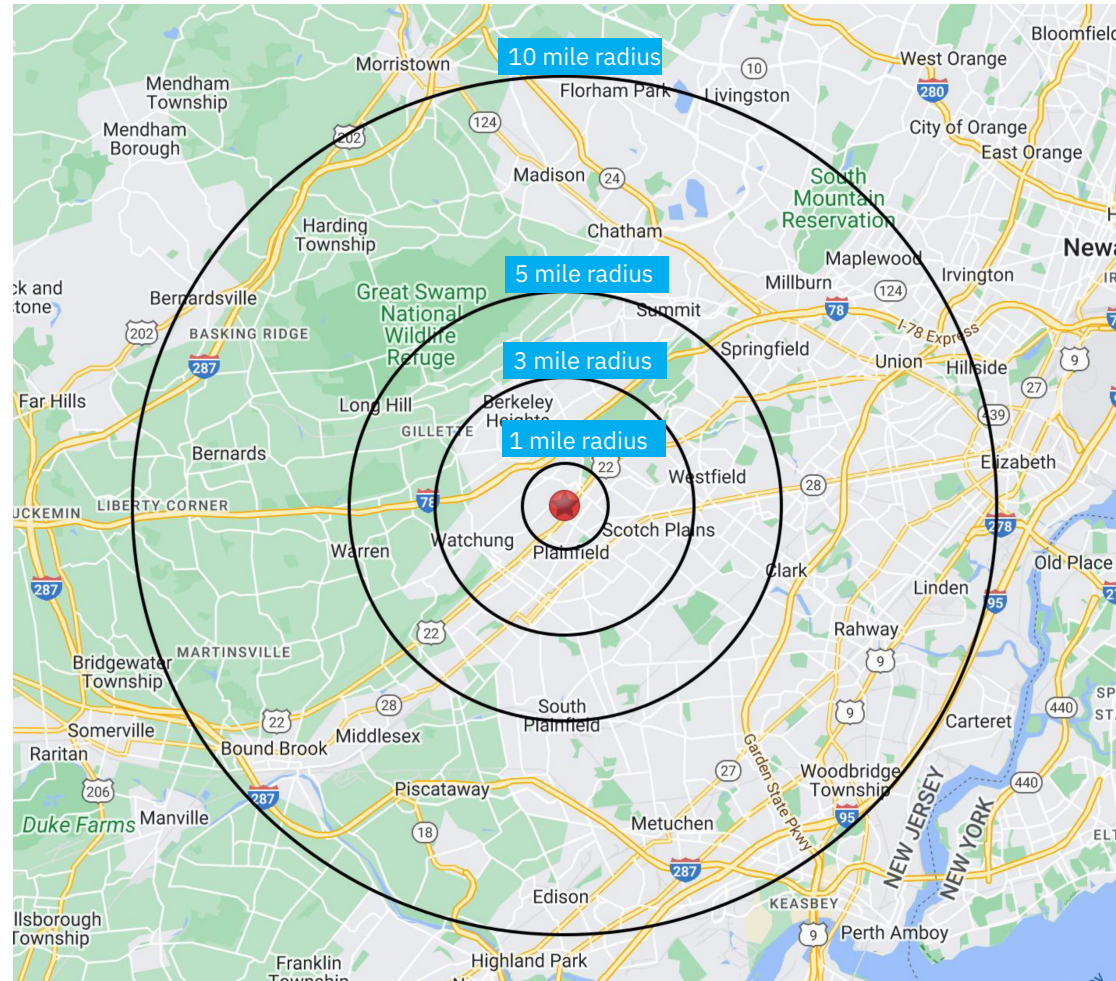 Bloomfield
Morristown
10 mile radius
West Orange
10
Mendham
Township
Florham Park
Livingston
280
Mendham
Borough
202
124
City of Orange
East Orange
Madison
24
South
Mountain
Reservation
Harding
Township
Chatham
Newa
Maplewood
5 mile radius
Irvington
ck and
stone
Bernardsville
Great Swamp
National
Wildlife
Refuge
Millburn
124
Summit
78
202
BASKING RIDGE
I-78 Express
Springfield
287
3 mile radius
Union
Hillside
9
27
Far Hills
Long Hill
Berkeley
Heights
439
GILLETTE
1 mile radius
Bernards
22
Westfield
Elizabeth
28
LIBERTY CORNER
UCKEMIN
78
278
Scotch Plains
Watchung
Plainfield
Warren
Old Place
Clark
287
Linden
95
22
Rahway
9
MARTINSVILLE
Bridgewater
Township
28
South
Plainfield
9
440
22
Carteret
Somerville
Middlesex
Bound Brook
Raritan
Garden State Pkwy
27
Woodbridge
Township
440
206
287
Piscataway
NEW JERSEY
NEW YORK
Duke Farms
Manville
18
Metuchen
95
287
Edison
KEASBEY
llsborough
Township
9
Perth Amboy
Highland Park
Franklin
Township